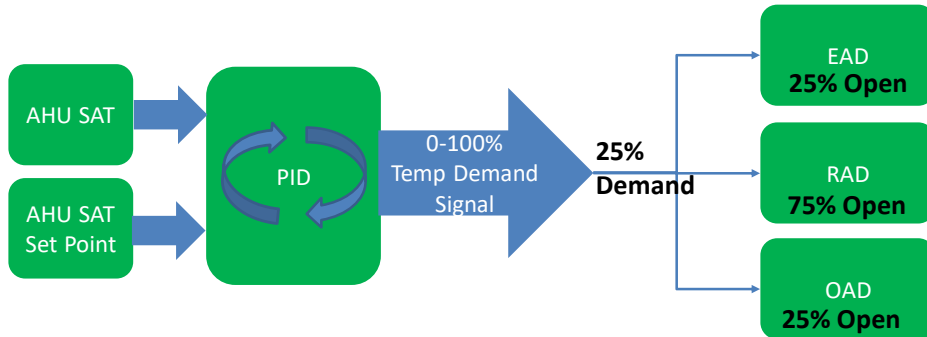 AHU SAT
AHU SAT
Set Point
PID
0-100%
Temp Demand
Signal
25%
Demand
EAD
25% Open
RAD
75% Open
OAD
25% Open